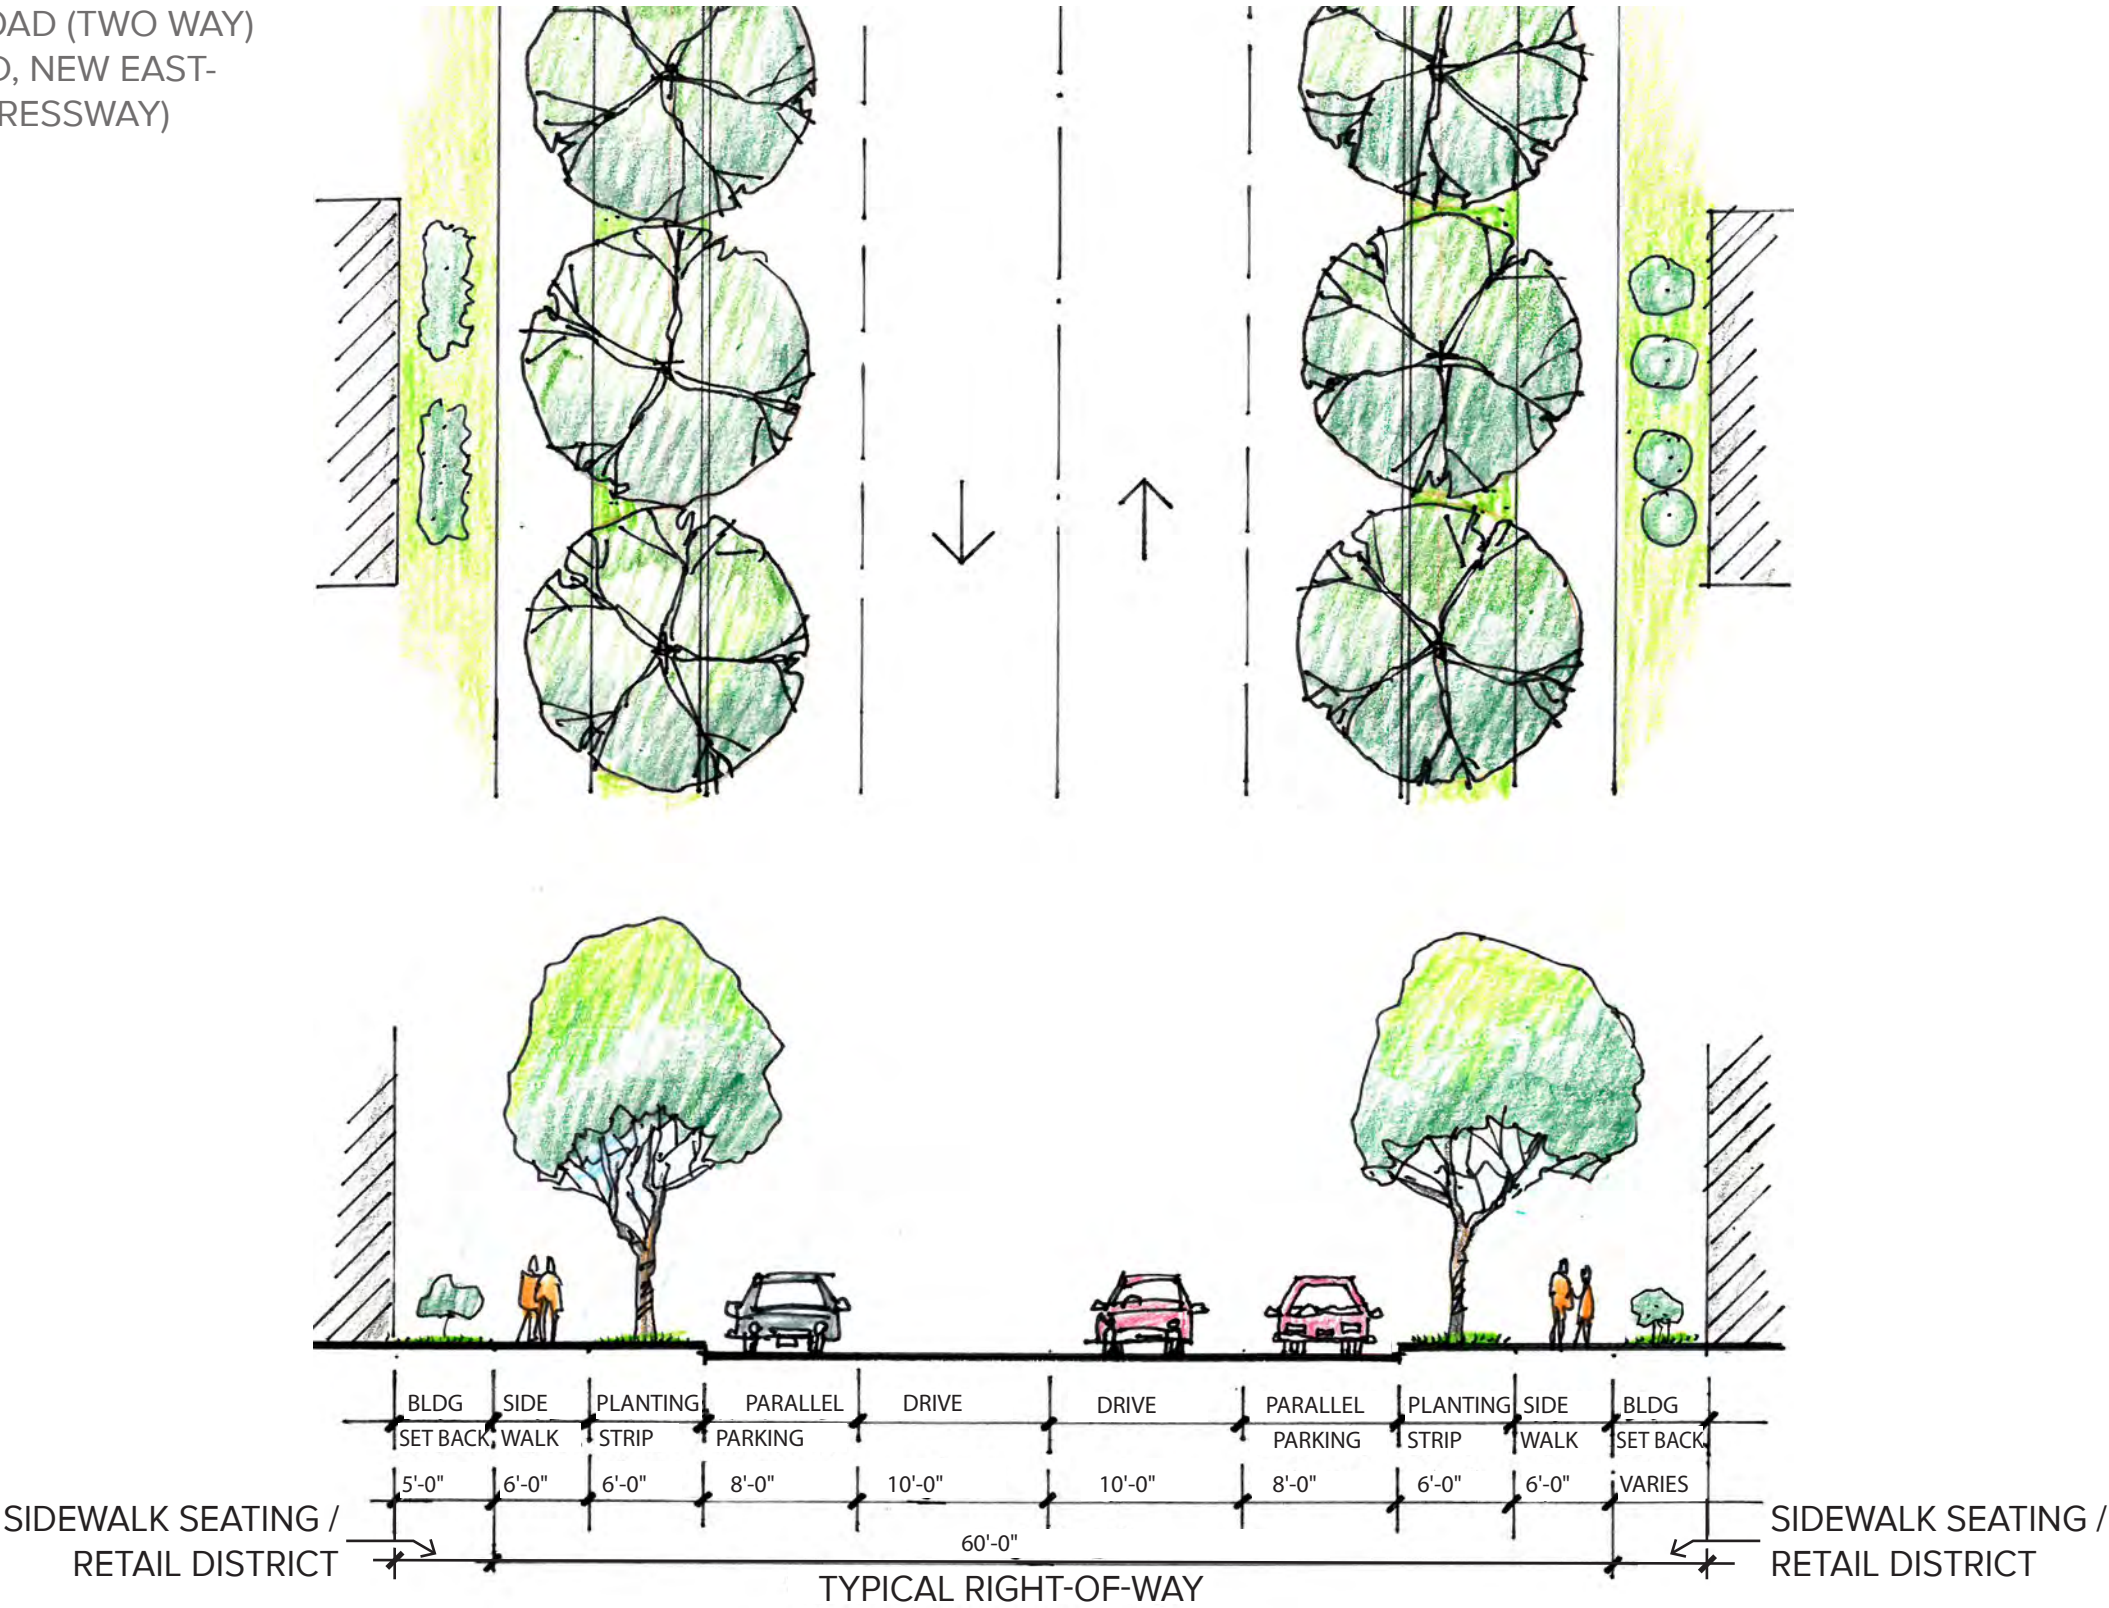 OAD (TWO WAY)
D, NEW EAST-
RESSWAY)
BLDG SIDE PLANTING PARALLEL DRIVE DRIVE PARALLEL PLANTING SIDE BLDG
SET BACK WALK STRIP PARKING PARKING STRIP WALK SET BACK
5'-0" 6'-0" 6'-0" 8'-0" 10'-0" 10'-0" 8'-0" 6'-0" 6'-0" VARIES
SIDEWALK SEATING /
RETAIL DISTRICT
60'-0"
TYPICAL RIGHT-OF-WAY
SIDEWALK SEATING /
RETAIL DISTRICT